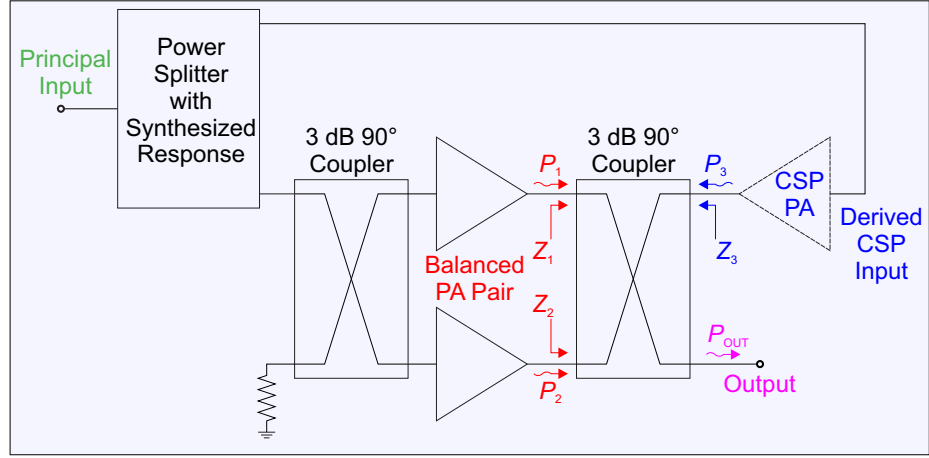 Principal
Input
Power
Splitter
with
Synthesized
Response
3 dB 90°
Coupler
3 dB 90°
Coupler
P1
Z1
P3
Z3
CSP
PA
Derived
CSP
Input
Balanced
PA Pair
Z2
P2
POUT
Output